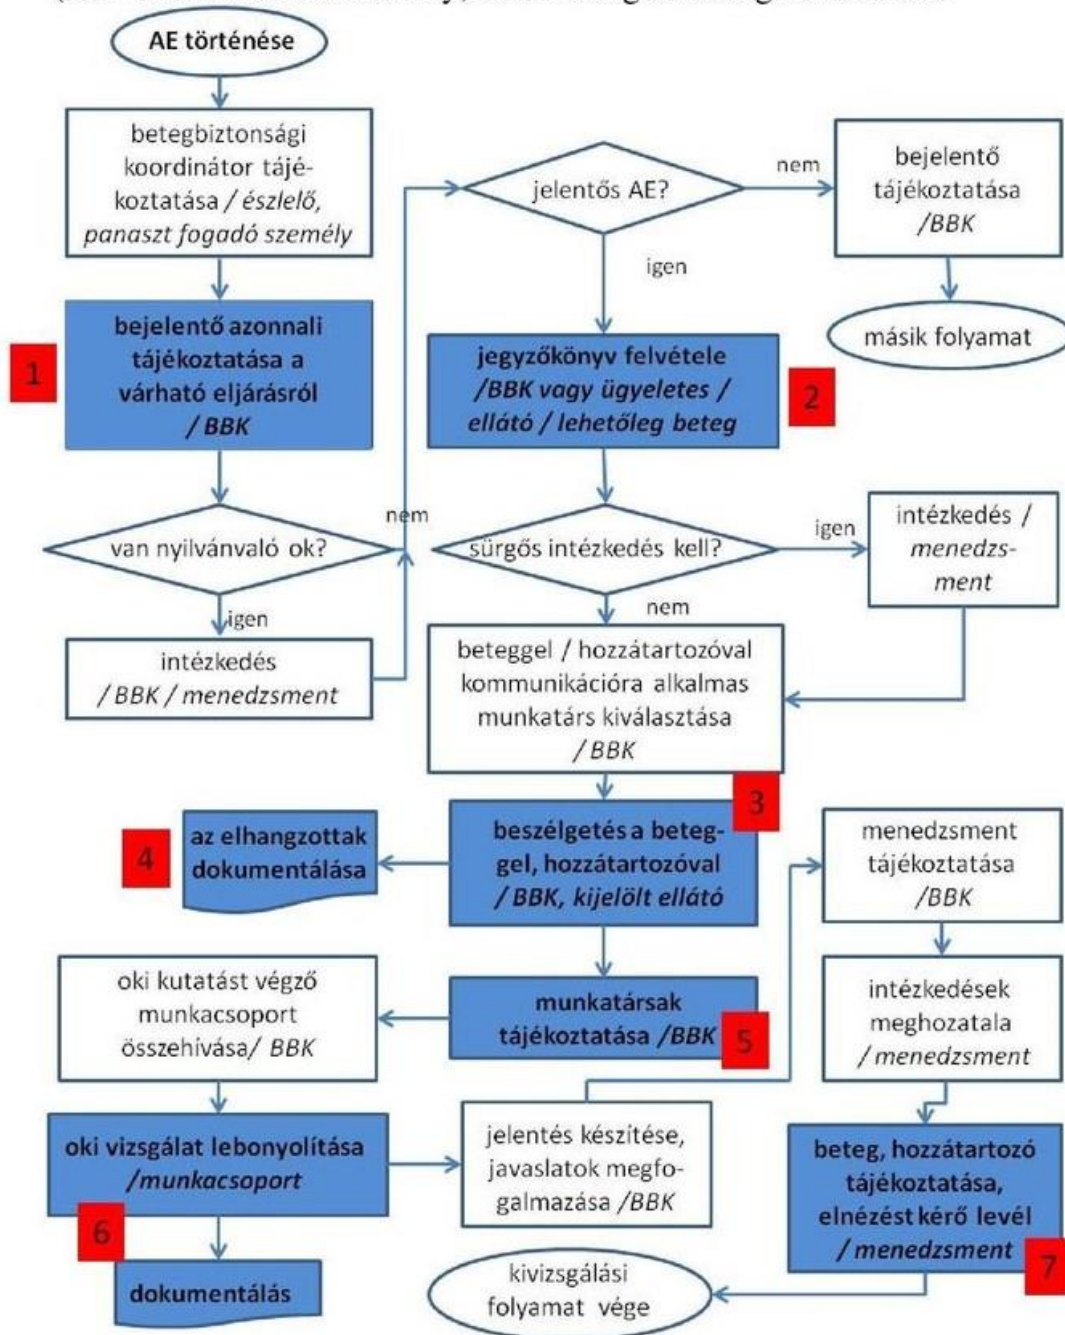 AE történése
betegbiztonsági
koordinátor tájé-
koztatása / észlelő,
panaszt fogadó személy
1
bejelentő azonnali
tájékoztatása a
várható eljárásról
/ BBK
van nyilvánvaló ok?
nem
igen
intézkedés
/ BBK / menedzsment
jelentős AE?
nem
bejelentő
tájékoztatása
/BBK
másik folyamat
igen
jegyzőkönyv felvétele
/BBK vagy ügyeletes /
ellátó / lehetőleg beteg
2
sürgős intézkedés kell?
igen
intézkedés /
menedzs-
ment
nem
beteggel / hozzátartozóval
kommunikációra alkalmas
munkatárs kiválasztása
/ BBK
3
beszélgetés a beteg-
gel, hozzátartozóval
/ BBK, kijelölt ellátó
4
az elhangzottak
dokumentálása
munkatársak
tájékoztatása /BBK
5
oki kutatást végző
munkacsoport
összehívása/ BBK
oki vizsgálat lebonyolítása
/munkacsoport
6
dokumentálás
jelentés készítése,
javaslatok megfo-
galmazása /BBK
menedzsment
tájékoztatása
/BBK
intézkedések
meghozatala
/ menedzsment
beteg, hozzátartozó
tájékoztatása,
elnézést kérő levél
/ menedzsment
7
kivizsgálási
folyamat vége